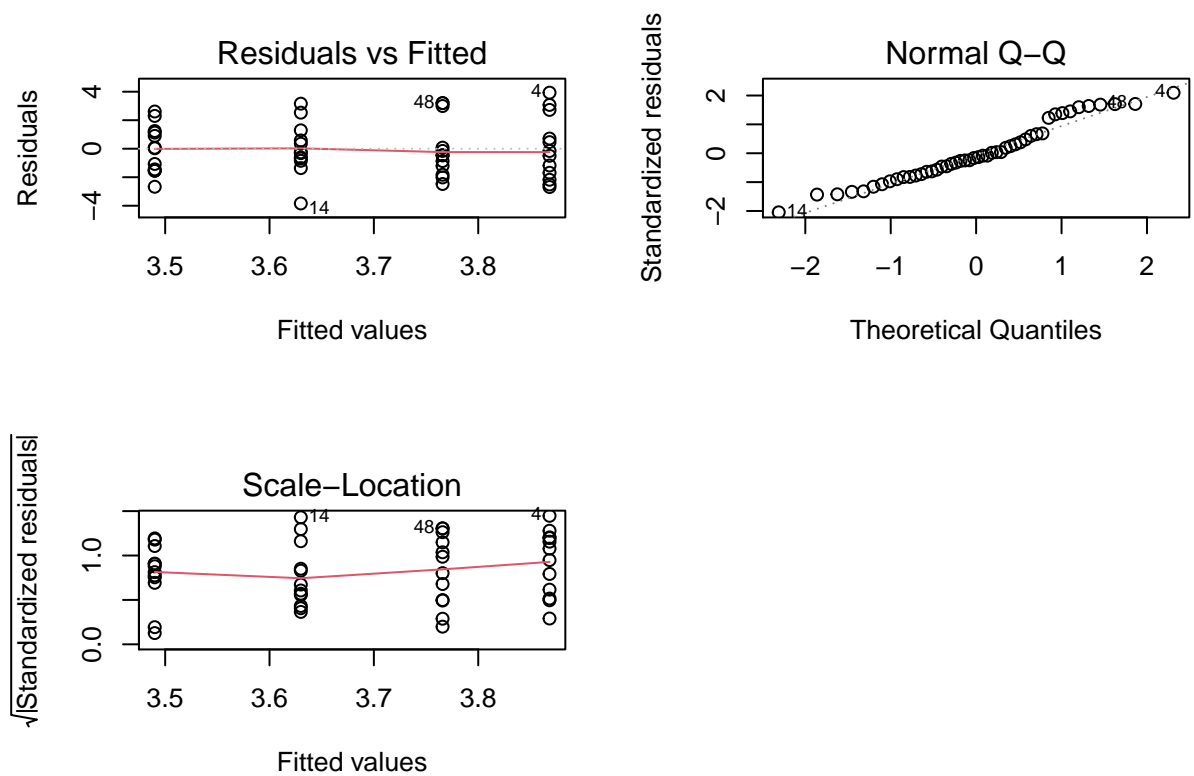 Residuals vs Fitted
Residuals
4
0
−4
4
48
14
3.5 3.6 3.7 3.8
Fitted values
Normal Q−Q
Standardized residuals
2
0
−2
48
4
14
−2 −1 0 1 2
Theoretical Quantiles
Scale−Location
√|Standardized residuals|
1.0
0.0
14
48
4
3.5 3.6 3.7 3.8
Fitted values